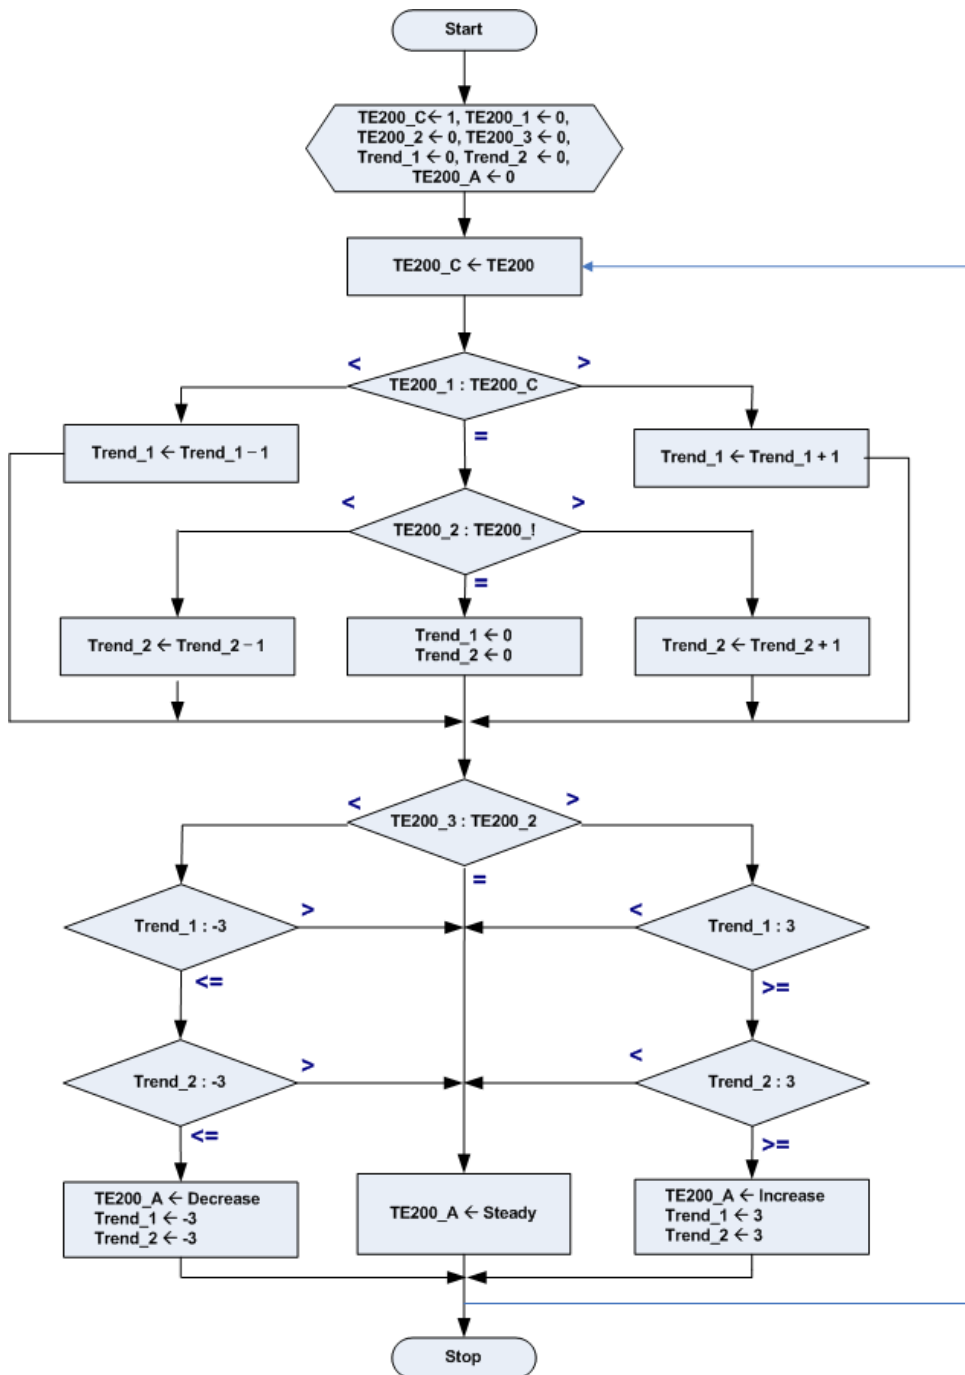 Start
TE200_C← 1, TE200_1 ← 0,
TE200_2 ← 0, TE200_3 ← 0,
Trend_1 ← 0, Trend_2 ← 0,
TE200_A ← 0
TE200_C ← TE200
<
>
TE200_1 : TE200_C
=
Trend_1 ← Trend_1 – 1
Trend_1 ← Trend_1 + 1
<
>
TE200_2 : TE200_!
=
Trend_2 ← Trend_2 – 1
Trend_1 ← 0
Trend_2 ← 0
Trend_2 ← Trend_2 + 1
<
>
TE200_3 : TE200_2
=
Trend_1 : -3
>
<
Trend_1 : 3
<=
>=
Trend_2 : -3
>
<
Trend_2 : 3
<=
>=
TE200_A ← Decrease
Trend_1 ← -3
Trend_2 ← -3
TE200_A ← Steady
TE200_A ← Increase
Trend_1 ← 3
Trend_2 ← 3
Stop